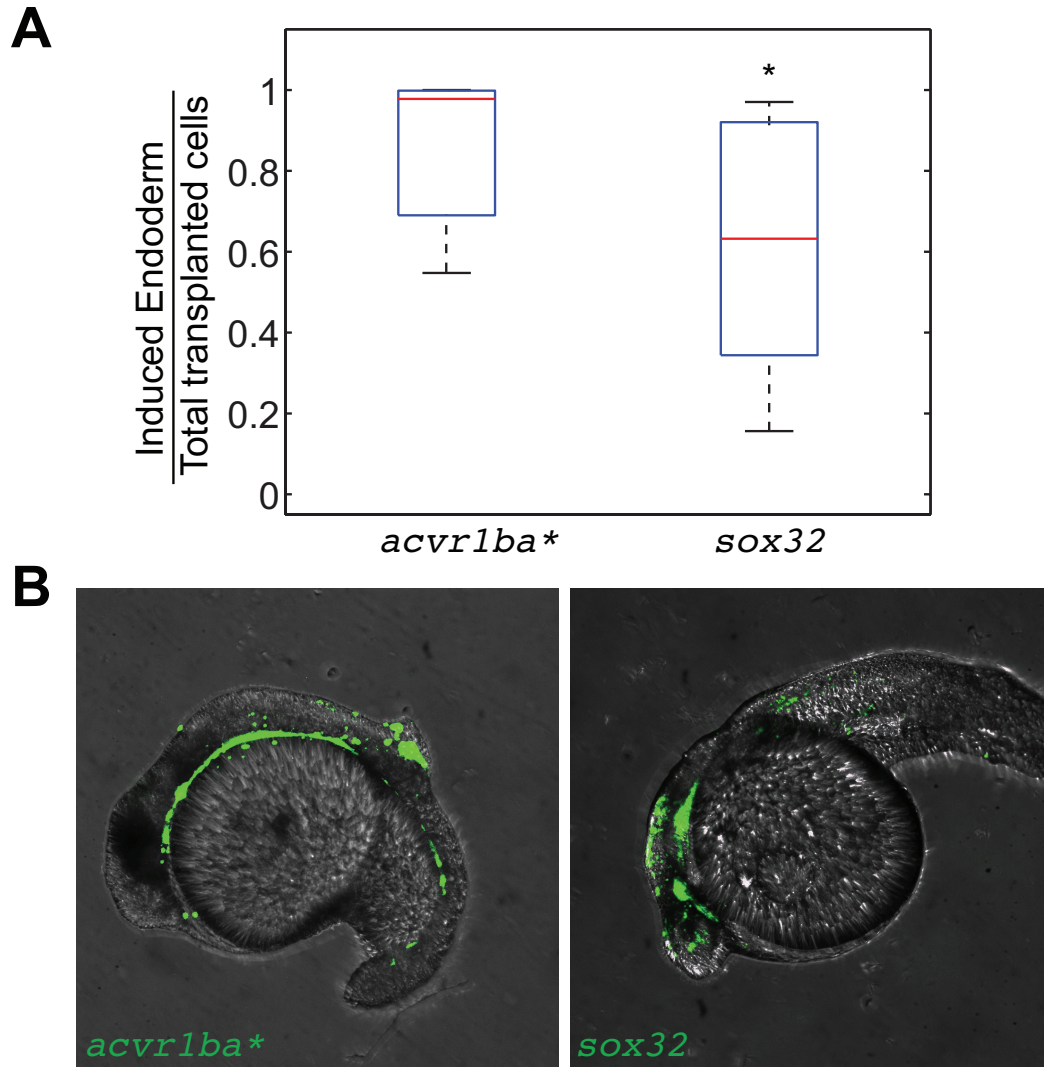 A
*
Induced Endoderm
Total transplanted cells
1
0.8
0.6
0.4
0.2
0
acvr1ba*
sox32
B
acvr1ba*
sox32